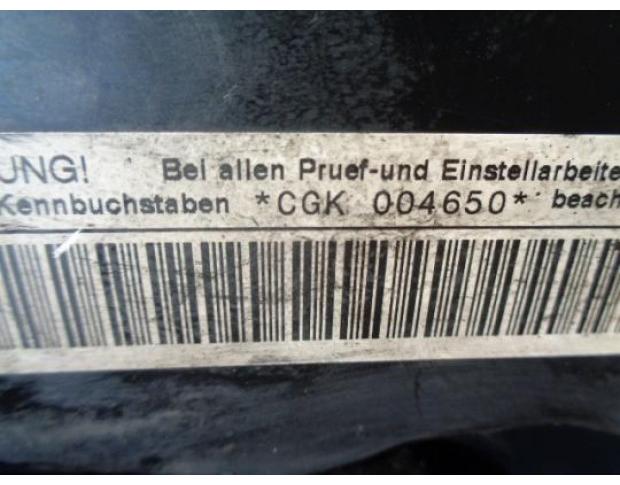 UNG! Bei allen Pruef-und Einstellarbeite
Kennbuchstaben *CGK 004650* beach